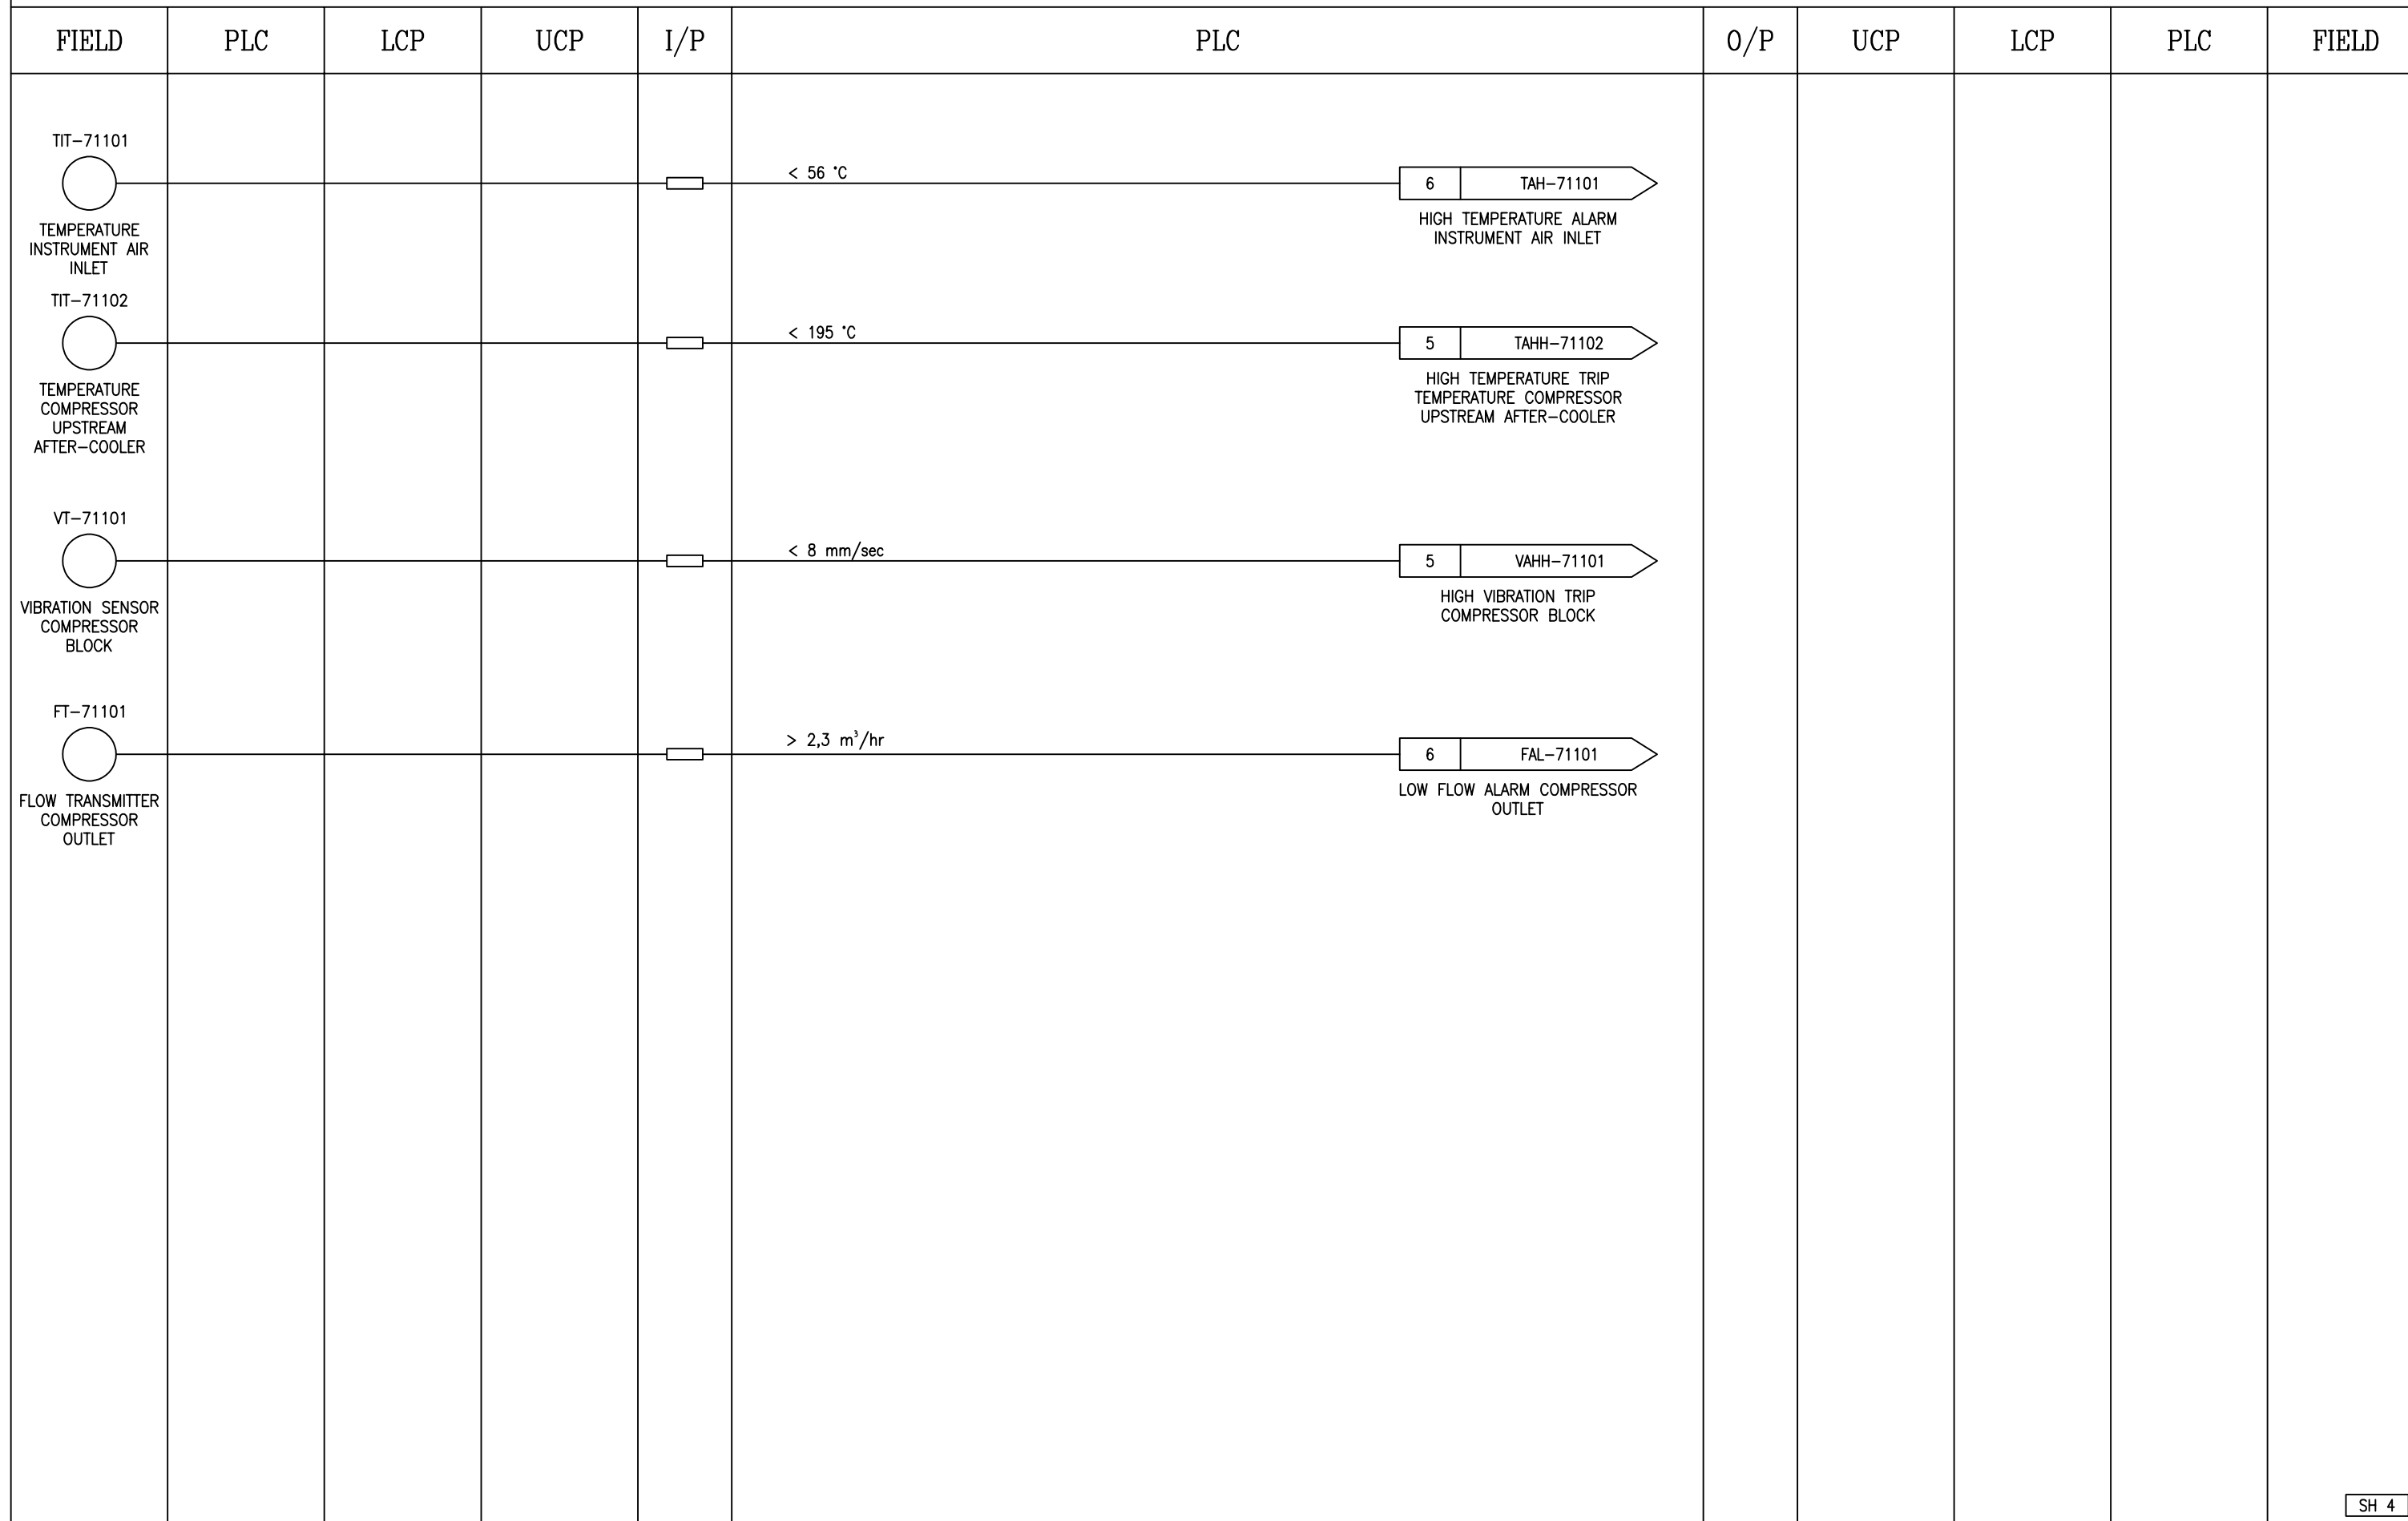 FIELD
PLC
LCP
UCP
I/P
PLC
O/P
UCP
LCP
PLC
FIELD
TIT-71101
TEMPERATURE
INSTRUMENT AIR
INLET
< 56 °C
6
TAH-71101
HIGH TEMPERATURE ALARM
INSTRUMENT AIR INLET
TIT-71102
TEMPERATURE
COMPRESSOR
UPSTREAM
AFTER-COOLER
< 195 °C
5
TAHH-71102
HIGH TEMPERATURE TRIP
TEMPERATURE COMPRESSOR
UPSTREAM AFTER-COOLER
VT-71101
VIBRATION SENSOR
COMPRESSOR
BLOCK
< 8 mm/sec
5
VAHH-71101
HIGH VIBRATION TRIP
COMPRESSOR BLOCK
FT-71101
FLOW TRANSMITTER
COMPRESSOR
OUTLET
> 2,3 m³/hr
6
FAL-71101
LOW FLOW ALARM COMPRESSOR
OUTLET
SH 4